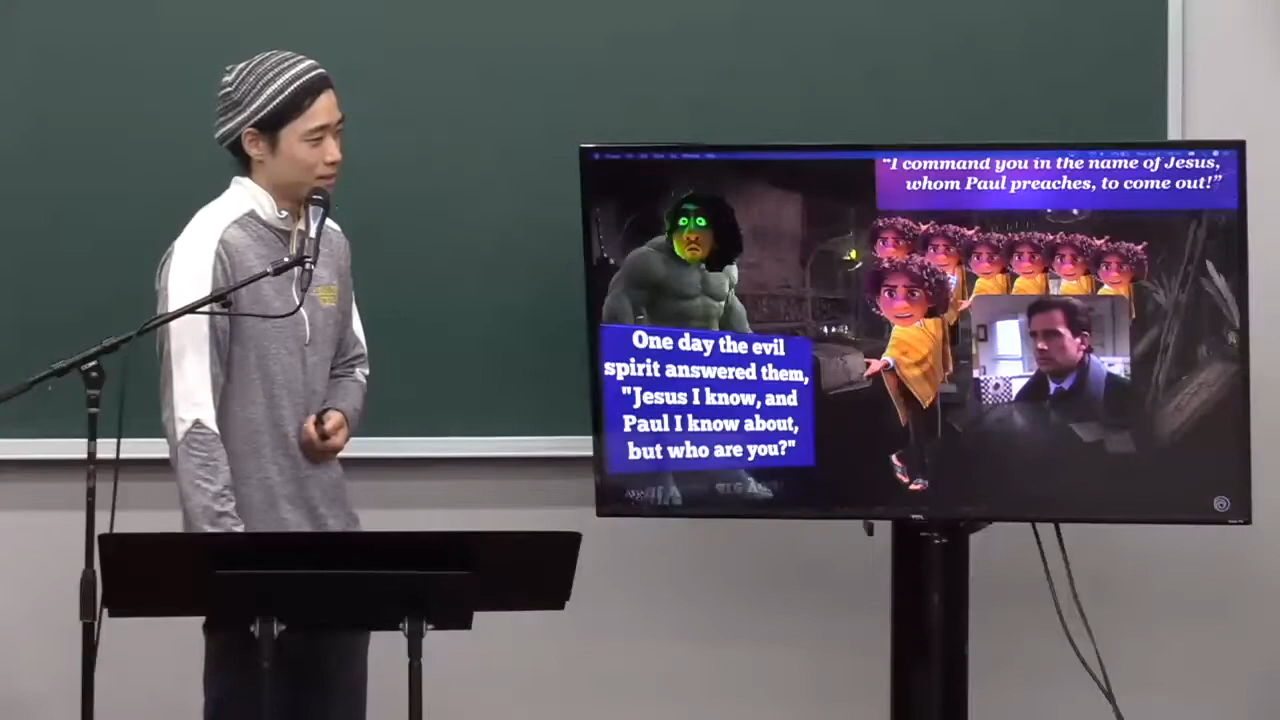 "I command you in the name of Jesus,
whom Paul preaches, to come out!"
One day the evil
spirit answered them,
"Jesus I know, and
Paul I know about,
but who are you?"